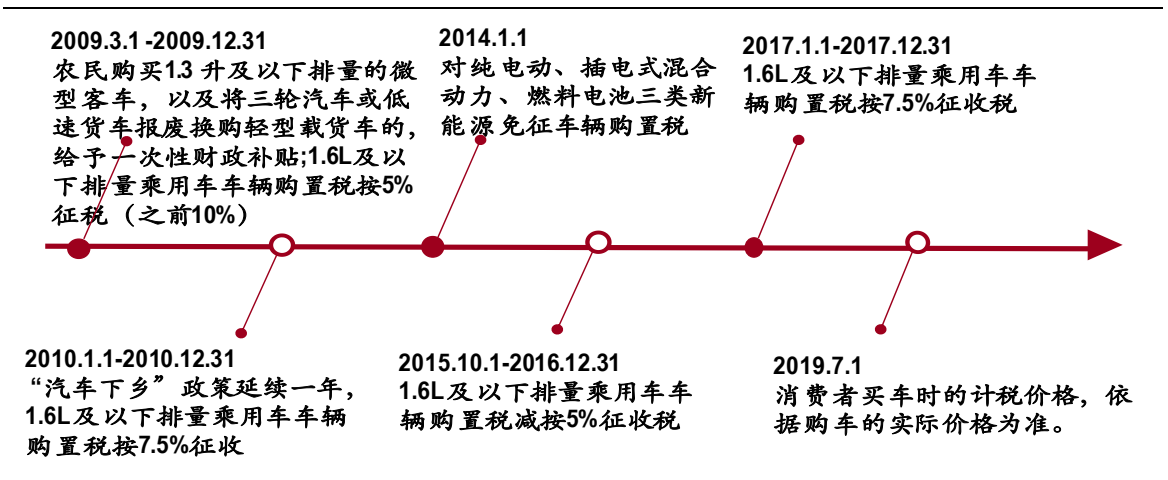 2009.3.1 -2009.12.31
农民购买1.3 升及以下排量的微
型客车，以及将三轮汽车或低
速货车报废换购轻型载货车的,
给予一次性财政补贴;1.6L及以
下排量乘用车车辆购置税按5%
征税（之前10%）
2014.1.1
对纯电动、插电式混合
动力、燃料电池三类新
能源免征车辆购置税
2017.1.1-2017.12.31
1.6L及以下排量乘用车车
辆购置税按7.5%征收税
2010.1.1-2010.12.31
“汽车下乡”政策延续一年，
1.6L及以下排量乘用车车辆
购置税按7.5%征收
2015.10.1-2016.12.31
1.6L及以下排量乘用车车
辆购置税减按5%征收税
2019.7.1
消费者买车时的计税价格，依
据购车的实际价格为准。